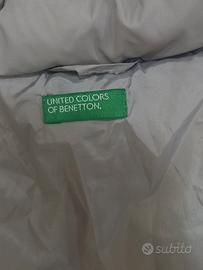 UNITED COLORS
OF BENETTON.
subito